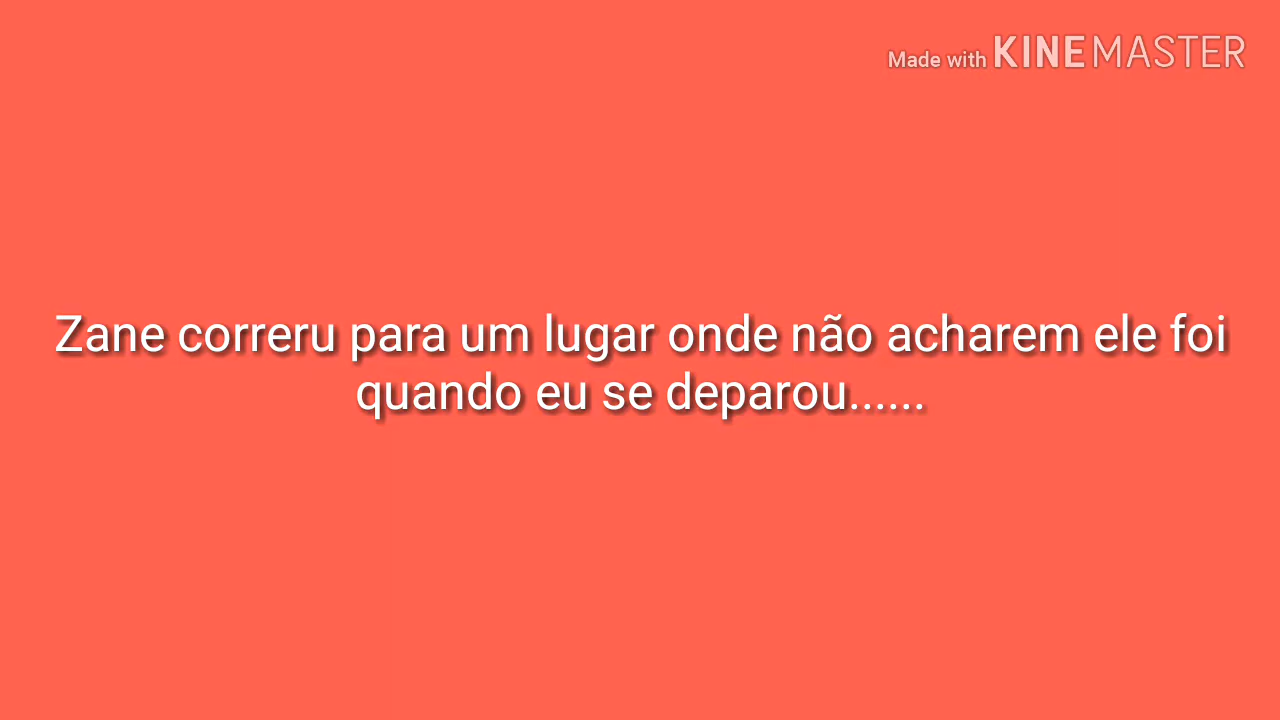 Made with KINEMASTER
Zane correru para um lugar onde não acharem ele foi
quando eu se deparou......